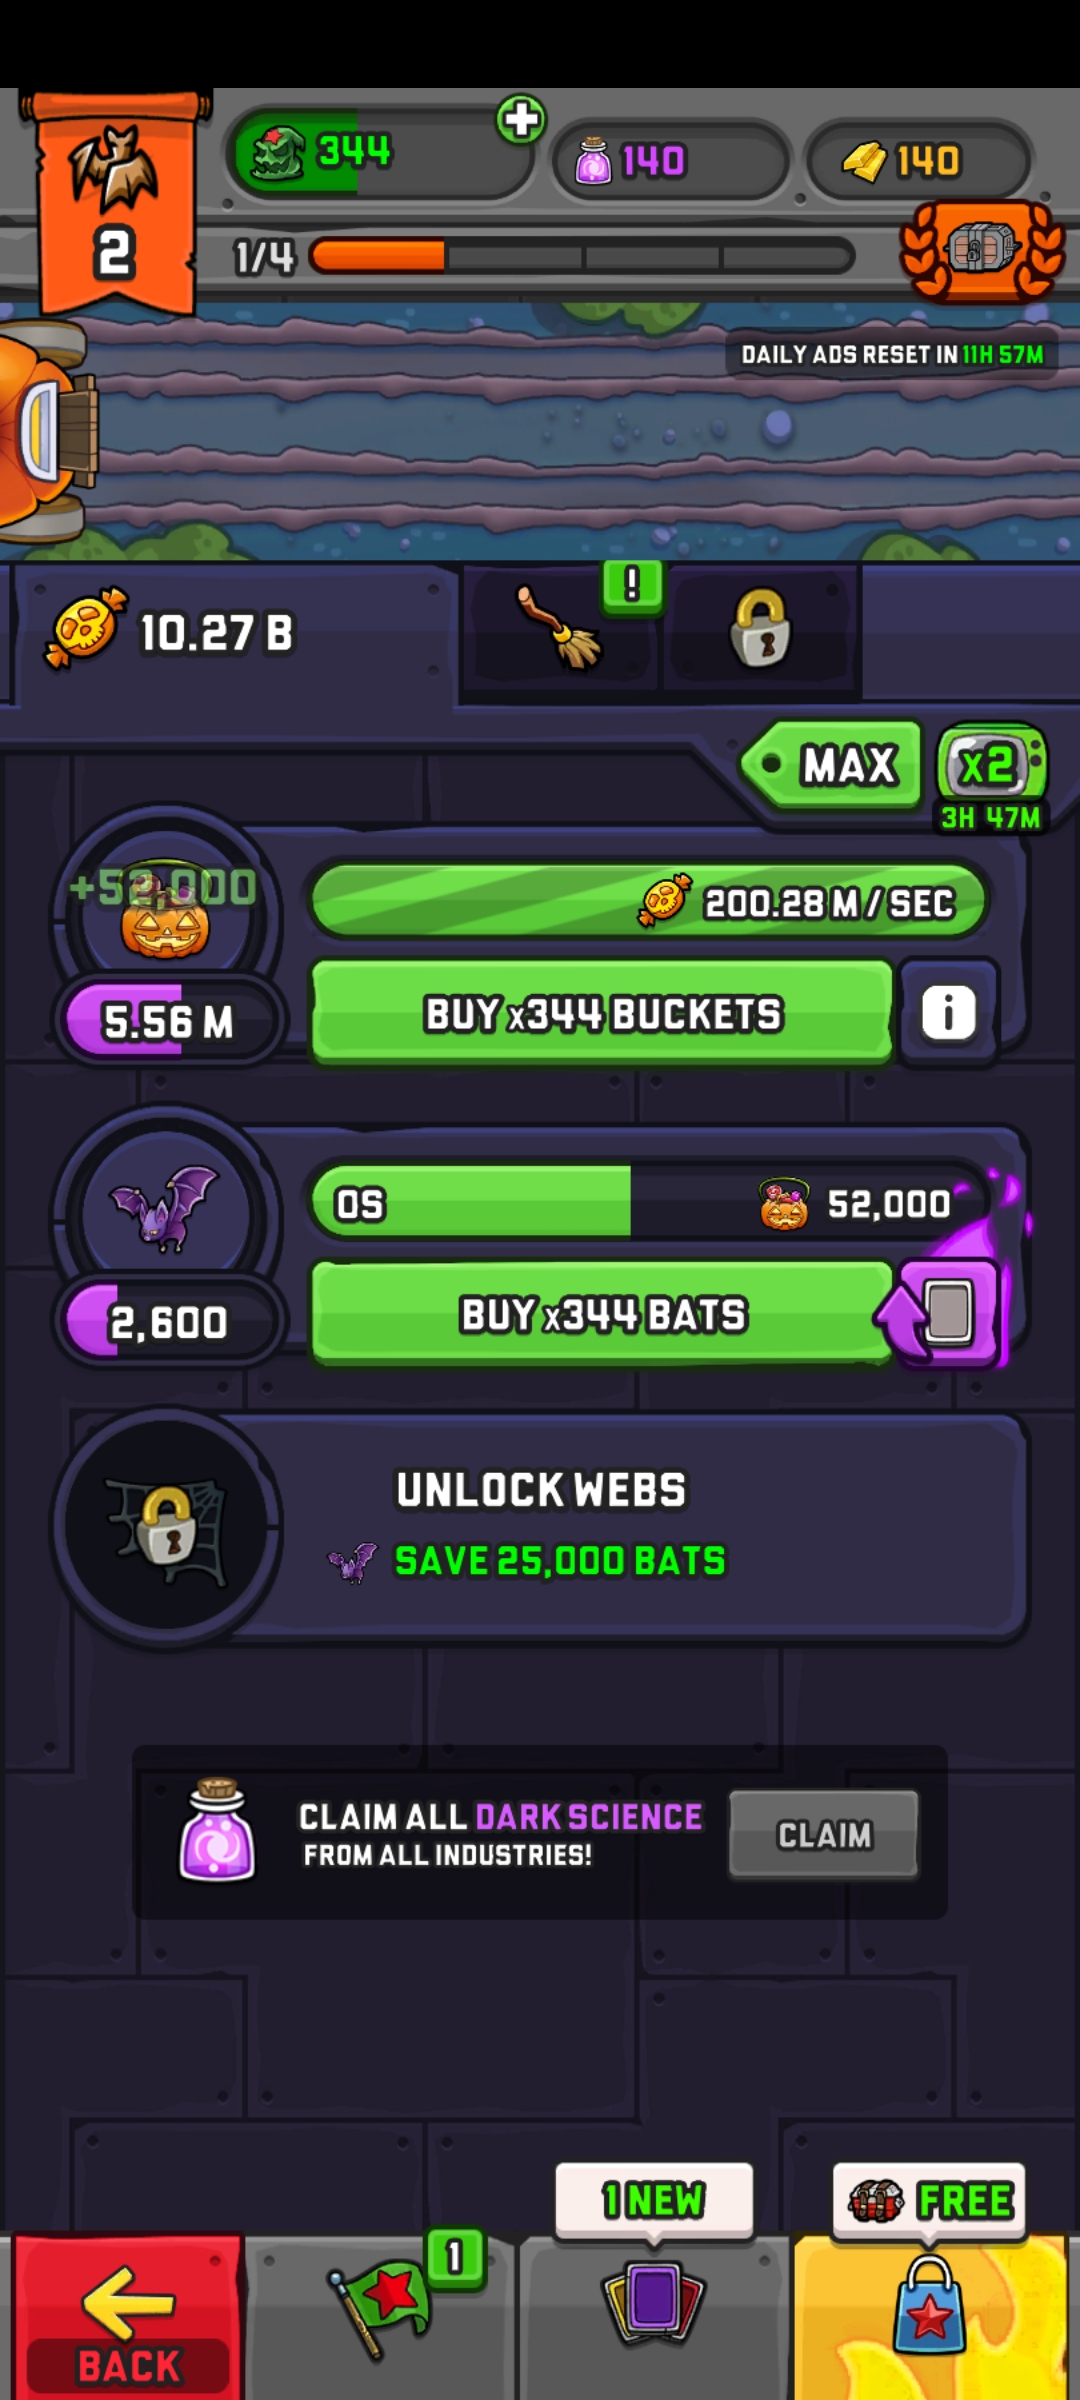 344
140
140
2
1/4
DAILY ADS RESET IN 11H 57M
10.27 B
!
MAX
x2
3H 47M
+52,000
200.28 M / SEC
5.56 M
BUY x344 BUCKETS
i
0S
52,000
2,600
BUY x344 BATS
UNLOCK WEBS
SAVE 25,000 BATS
CLAIM ALL DARK SCIENCE
FROM ALL INDUSTRIES!
CLAIM
1 NEW
FREE
1
BACK